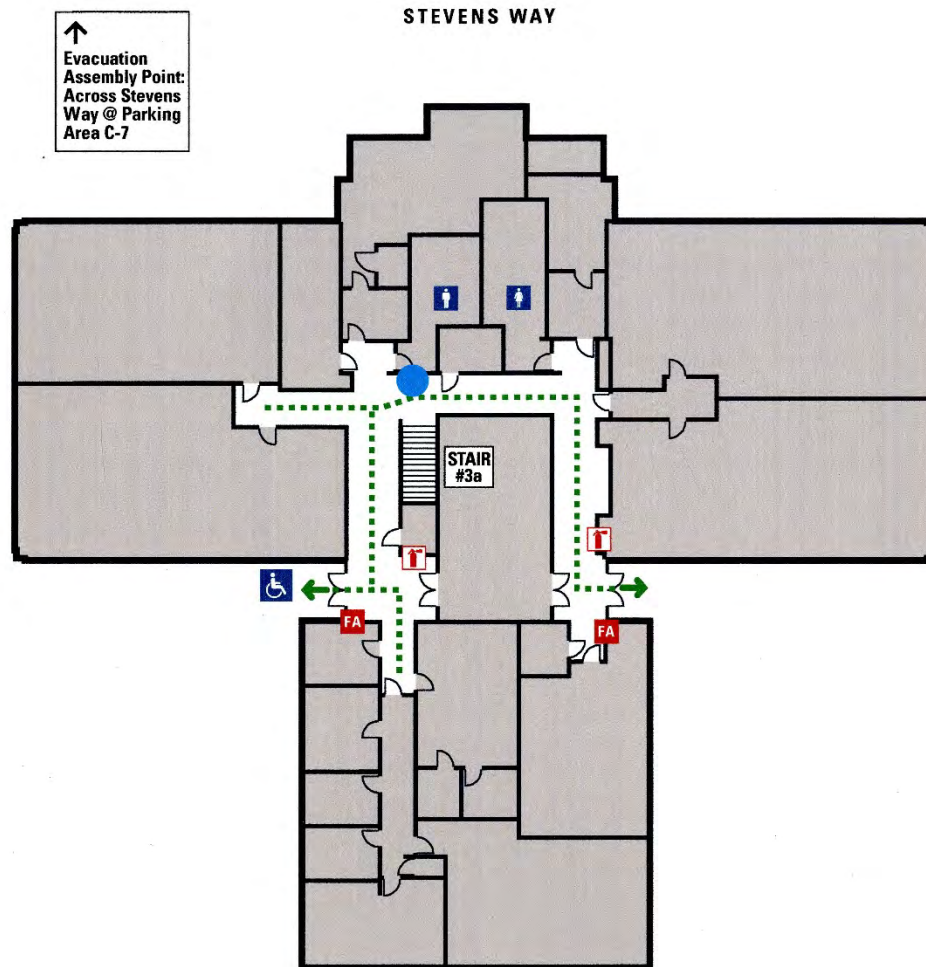 STEVENS WAY
Evacuation
Assembly Point:
Across Stevens
Way @ Parking
Area C-7
STAIR
#3a
FA
FA